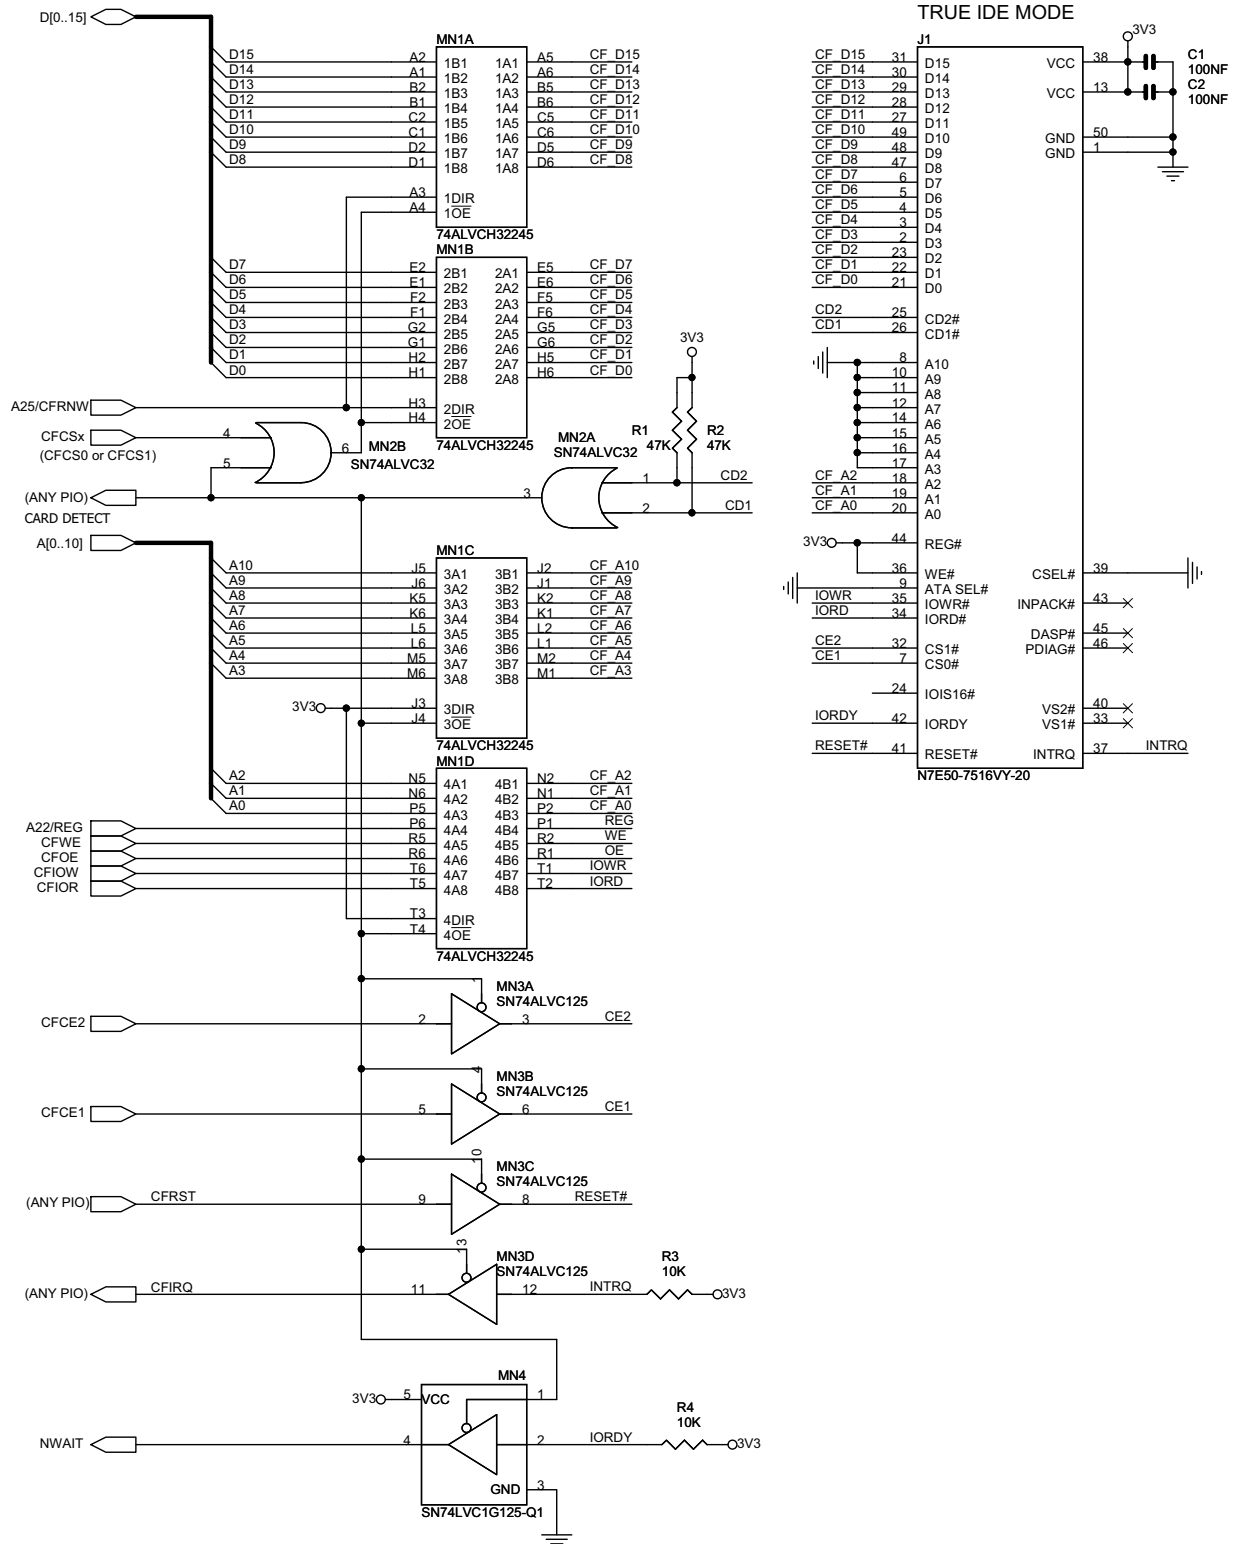 TRUE IDE MODE
D[0..15]
MN1A
D15 A2 1B1 1A1 A5 CF_D15
D14 A1 1B2 1A2 A6 CF_D14
D13 B2 1B3 1A3 B5 CF_D13
D12 B1 1B4 1A4 B6 CF_D12
D11 C2 1B5 1A5 C5 CF_D11
D10 C1 1B6 1A6 C6 CF_D10
D9 D2 1B7 1A7 D5 CF_D9
D8 D1 1B8 1A8 D6 CF_D8
A3 1DIR
A4 1OE
74ALVCH32245
MN1B
D7 E2 2B1 2A1 E5 CF_D7
D6 E1 2B2 2A2 E6 CF_D6
D5 F2 2B3 2A3 F5 CF_D5
D4 F1 2B4 2A4 F6 CF_D4
D3 G2 2B5 2A5 G5 CF_D3
D2 G1 2B6 2A6 G6 CF_D2
D1 H2 2B7 2A7 H5 CF_D1
D0 H1 2B8 2A8 H6 CF_D0
A25/CFRNW H3 2DIR
H4 2OE
74ALVCH32245
CFCSx
(CFCS0 or CFCS1)
4
5
6
MN2B
SN74ALVC32
3V3
R1
47K
R2
47K
MN2A
SN74ALVC32
1 CD2
2 CD1
3
(ANY PIO)
CARD DETECT
A[0..10]
MN1C
A10 J5 3A1 3B1 J2 CF_A10
A9 J6 3A2 3B2 J1 CF_A9
A8 K5 3A3 3B3 K2 CF_A8
A7 K6 3A4 3B4 K1 CF_A7
A6 L5 3A5 3B5 L2 CF_A6
A5 L6 3A6 3B6 L1 CF_A5
A4 M5 3A7 3B7 M2 CF_A4
A3 M6 3A8 3B8 M1 CF_A3
3V3 J3 3DIR
J4 3OE
74ALVCH32245
MN1D
A2 N5 4A1 4B1 N2 CF_A2
A1 N6 4A2 4B2 N1 CF_A1
A0 P5 4A3 4B3 P2 CF_A0
A22/REG P6 4A4 4B4 P1 REG
CFWE R5 4A5 4B5 R2 WE
CFOE R6 4A6 4B6 R1 OE
CFIOW T6 4A7 4B7 T1 IOWR
CFIOR T5 4A8 4B8 T2 IORD
T3 4DIR
T4 4OE
74ALVCH32245
1
MN3A
SN74ALVC125
CFCE2 2 3 CE2
4
MN3B
SN74ALVC125
CFCE1 5 6 CE1
10
MN3C
SN74ALVC125
(ANY PIO) CFRST 9 8 RESET#
13
MN3D
SN74ALVC125
R3
10K
(ANY PIO) CFIRQ 11 12 INTRQ 3V3
MN4
3V3 5 VCC 1
R4
10K
NWAIT 4 2 IORDY 3V3
GND 3
SN74LVC1G125-Q1
J1
3V3
CF_D15 31 D15 VCC 38
C1
100NF
CF_D14 30 D14
CF_D13 29 D13 VCC 13
C2
100NF
CF_D12 28 D12
CF_D11 27 D11
CF_D10 49 D10 GND 50
CF_D9 48 D9 GND 1
CF_D8 47 D8
CF_D7 6 D7
CF_D6 5 D6
CF_D5 4 D5
CF_D4 3 D4
CF_D3 2 D3
CF_D2 23 D2
CF_D1 22 D1
CF_D0 21 D0
CD2 25 CD2#
CD1 26 CD1#
8 A10
10 A9
11 A8
12 A7
14 A6
15 A5
16 A4
17 A3
CF_A2 18 A2
CF_A1 19 A1
CF_A0 20 A0
3V3 44 REG#
36 WE# CSEL# 39
9 ATA SEL#
IOWR 35 IOWR# INPACK# 43
IORD 34 IORD#
DASP# 45
CE2 32 CS1# PDIAG# 46
CE1 7 CS0#
24 IOIS16#
VS2# 40
IORDY 42 IORDY VS1# 33
RESET# 41 RESET# INTRQ 37 INTRQ
N7E50-7516VY-20